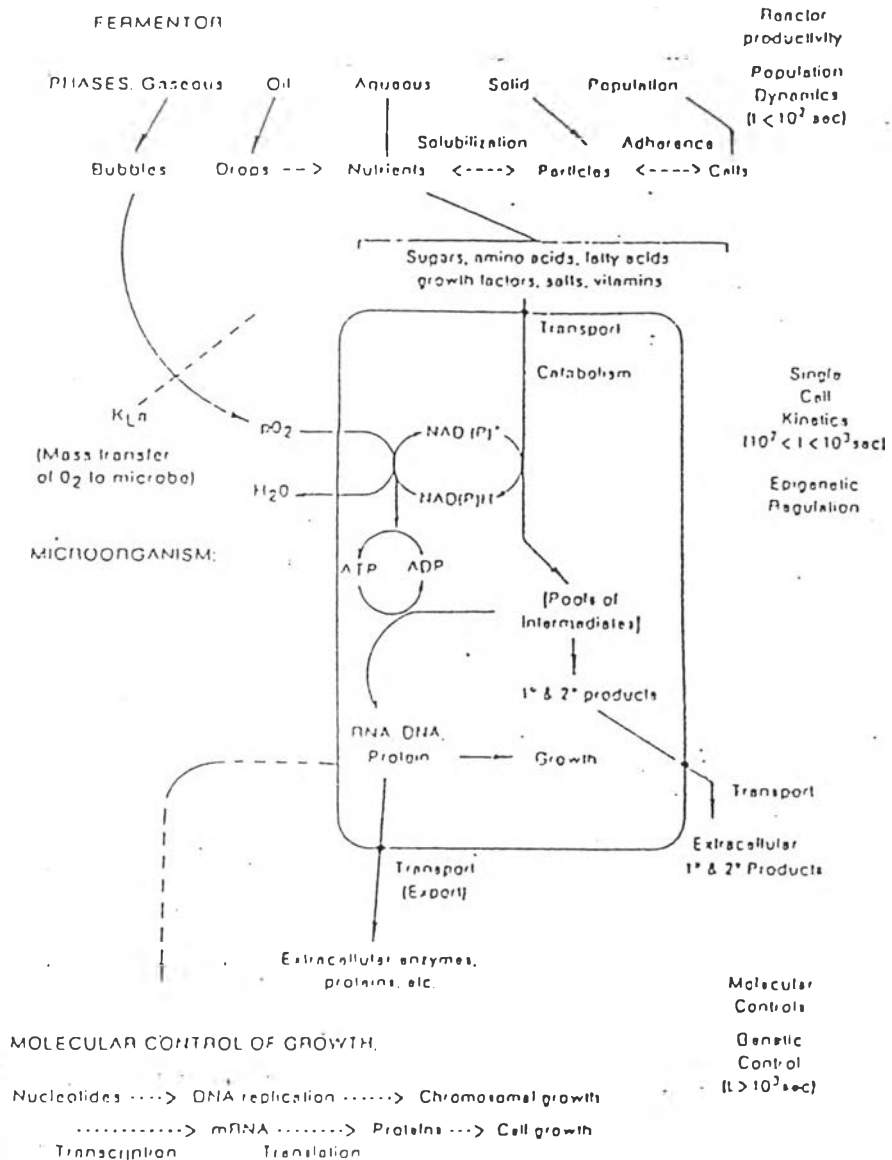 FERMENTOR
Reactor
productivity
PHASES: Gaseous Oil Aqueous Solid Population
Population
Dynamics
(t < 10² sec)
Solubilization Adherence
Bubbles Drops --> Nutrients <----> Particles <----> Cells
Sugars, amino acids, fatty acids
growth factors, salts, vitamins
Transport
Catabolism
Single
Cell
Kinetics
(10² < t < 10³ sec)
Epigenetic
Regulation
KLa
(Mass transfer
of O₂ to microbe)
pO₂
NAD(P)⁺
H₂O
NAD(P)H
MICROORGANISM:
ATP ADP
(Pools of
Intermediates)
1° & 2° products
RNA, DNA,
Protein
Growth
Transport
Extracellular
1° & 2° Products
Transport
(Export)
Extracellular enzymes,
proteins, etc.
Molecular
Controls
Genetic
Control
(t > 10³ sec)
MOLECULAR CONTROL OF GROWTH:
Nucleotides ----> DNA replication ------> Chromosomal growth
-----------> mRNA --------> Proteins ---> Cell growth
Transcription Translation